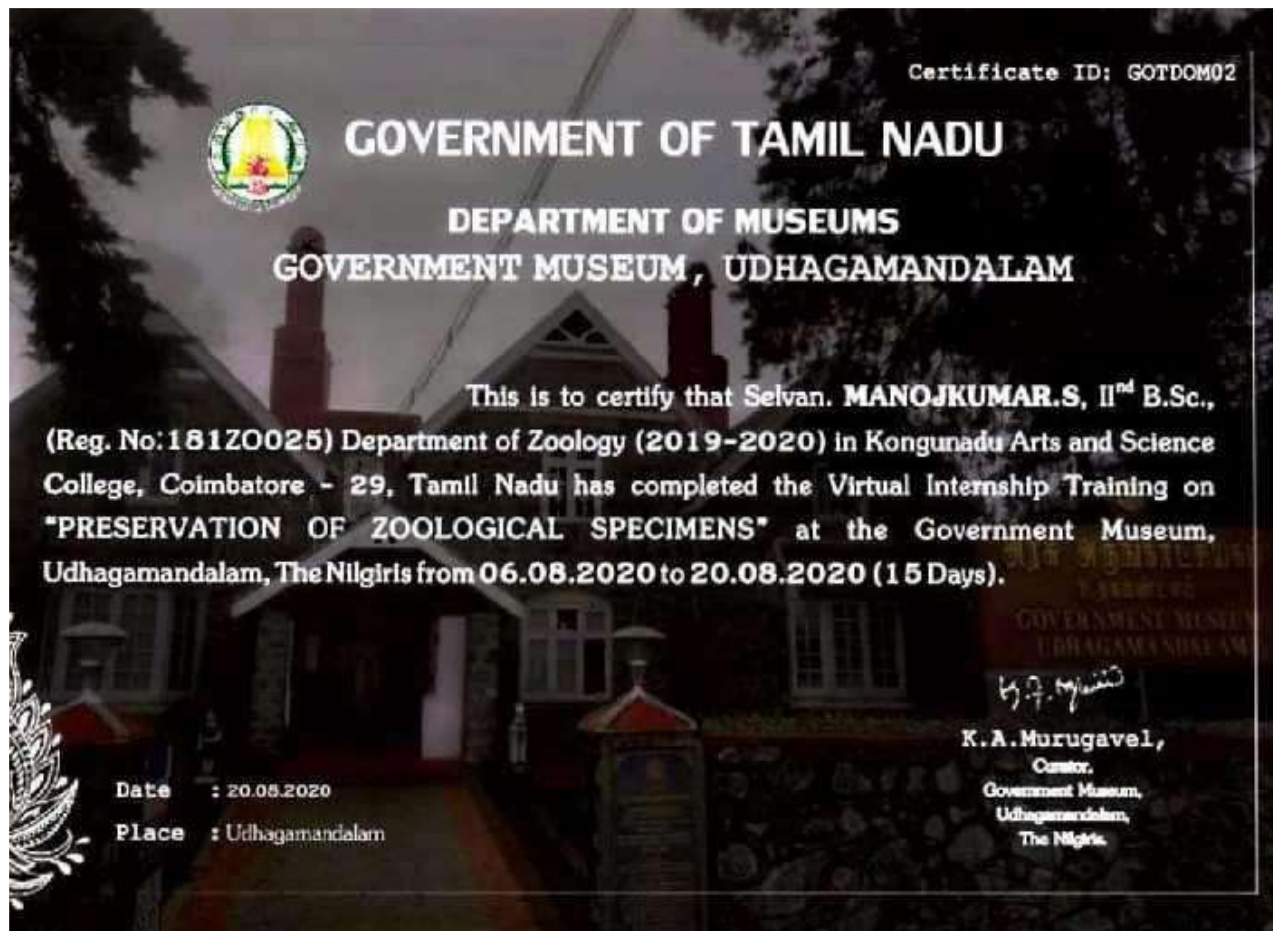 Certificate ID: GOTDOM02
GOVERNMENT OF TAMIL NADU
DEPARTMENT OF MUSEUMS
GOVERNMENT MUSEUM, UDHAGAMANDALAM
This is to certify that Selvan. MANOJKUMAR.S, IInd B.Sc.,
(Reg. No:181ZO025) Department of Zoology (2019-2020) in Kongunadu Arts and Science
College, Coimbatore - 29, Tamil Nadu has completed the Virtual Internship Training on
"PRESERVATION OF ZOOLOGICAL SPECIMENS" at the Government Museum,
Udhagamandalam, The Nilgiris from 06.08.2020 to 20.08.2020 (15 Days).
GOVERNMENT MUSEUM
UDHAGAMANDALAM
K.A.Murugavel,
Curator,
Government Museum,
Udhagamandalam,
The Nilgiris.
Date : 20.08.2020
Place : Udhagamandalam